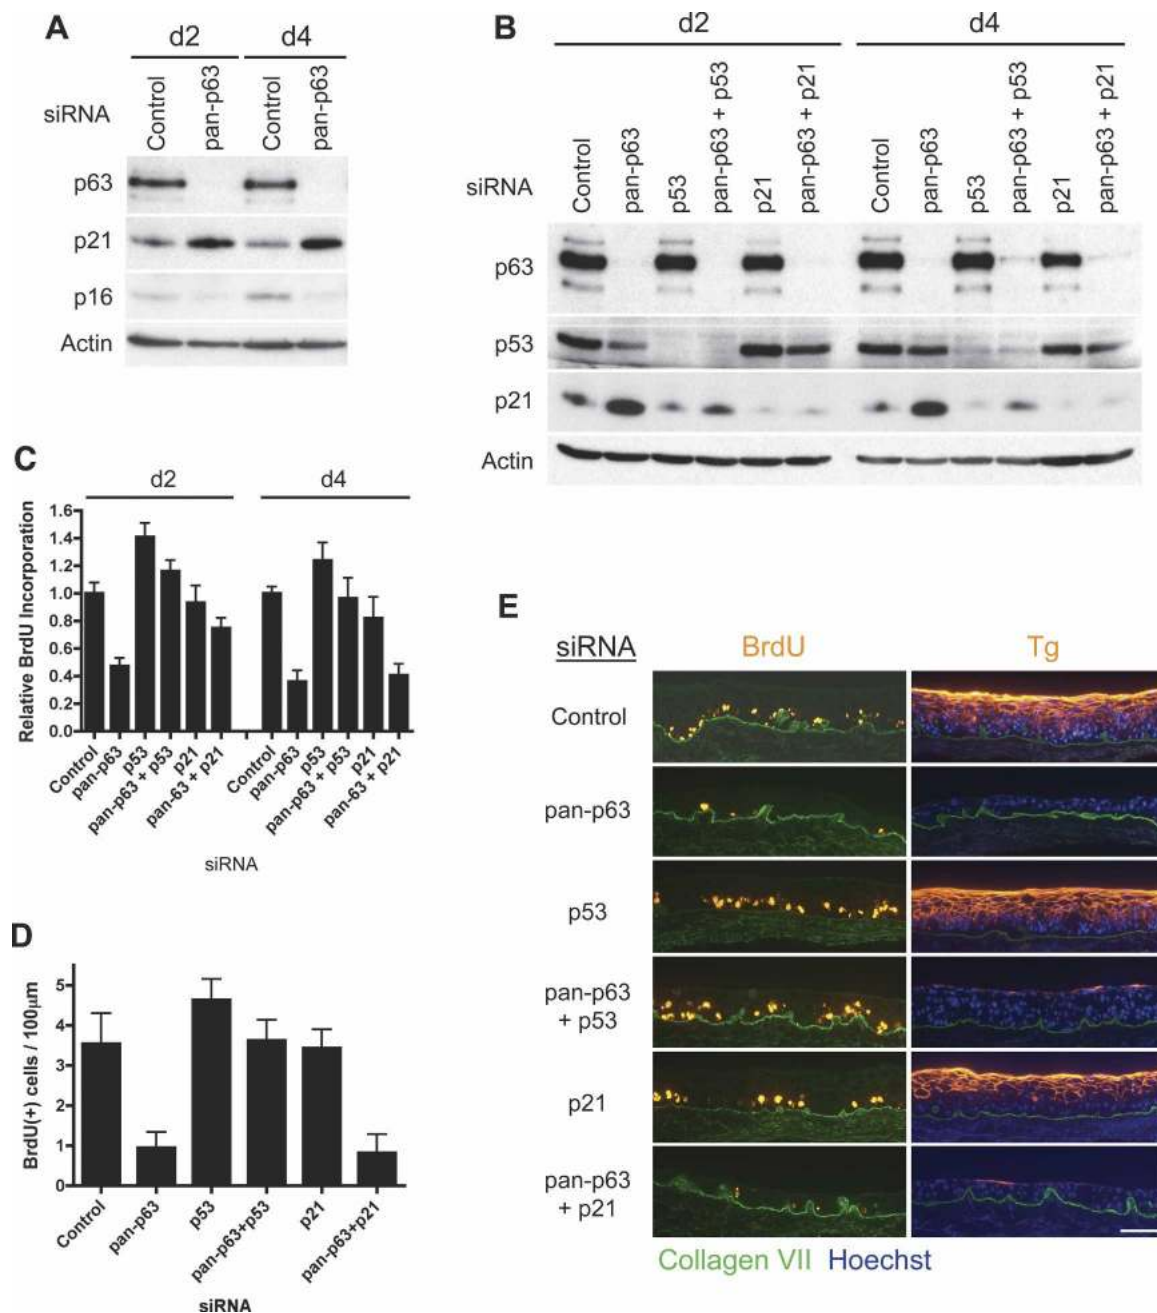 A
d2 d4
siRNA
Control pan-p63 Control pan-p63
p63
p21
p16
Actin
B
d2 d4
siRNA
Control pan-p63 p53 pan-p63 + p53 p21 pan-p63 + p21 Control pan-p63 p53 pan-p63 + p53 p21 pan-p63 + p21
p63
p53
p21
Actin
C
d2 d4
Relative BrdU Incorporation
1.6
1.4
1.2
1.0
0.8
0.6
0.4
0.2
0.0
Control pan-p63 p53 pan-p63 + p53 p21 pan-63 + p21 Control pan-p63 p53 pan-p63 + p53 p21 pan-63 + p21
siRNA
D
BrdU(+) cells / 100μm
5
4
3
2
1
0
Control pan-p63 p53 pan-p63+p53 p21 pan-p63+p21
siRNA
E
siRNA BrdU Tg
Control
pan-p63
p53
pan-p63
+ p53
p21
pan-p63
+ p21
Collagen VII Hoechst